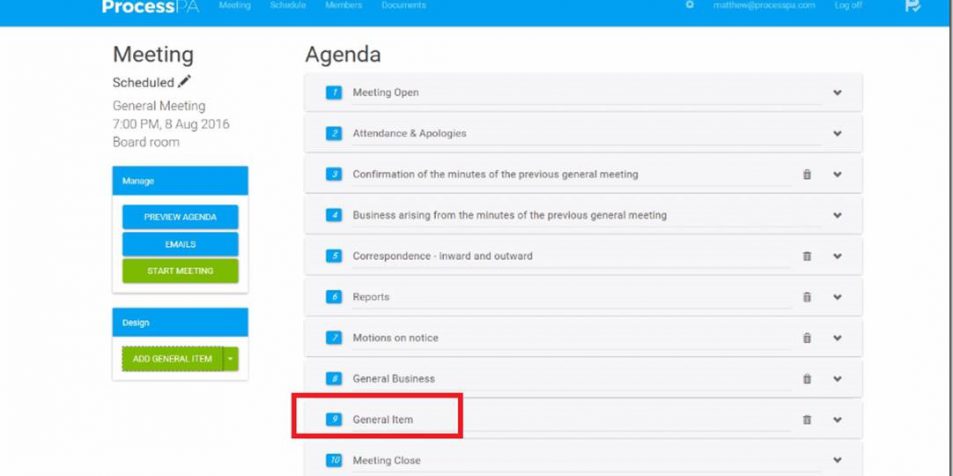 ProcessPA Meeting Schedule Members Documents matthew@processpa.com Log off
Meeting
Scheduled
General Meeting
7:00 PM, 8 Aug 2016
Board room
Manage
PREVIEW AGENDA
EMAILS
START MEETING
Design
ADD GENERAL ITEM
Agenda
1 Meeting Open
2 Attendance & Apologies
3 Confirmation of the minutes of the previous general meeting
4 Business arising from the minutes of the previous general meeting
5 Correspondence - inward and outward
6 Reports
7 Motions on notice
8 General Business
9 General Item
10 Meeting Close